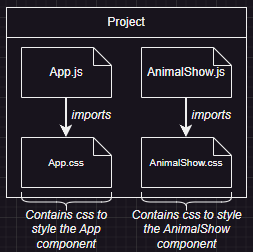 Project
App.js
AnimalShow.js
imports
imports
App.css
AnimalShow.css
Contains css to
style the App
component
Contains css to style
the AnimalShow
component